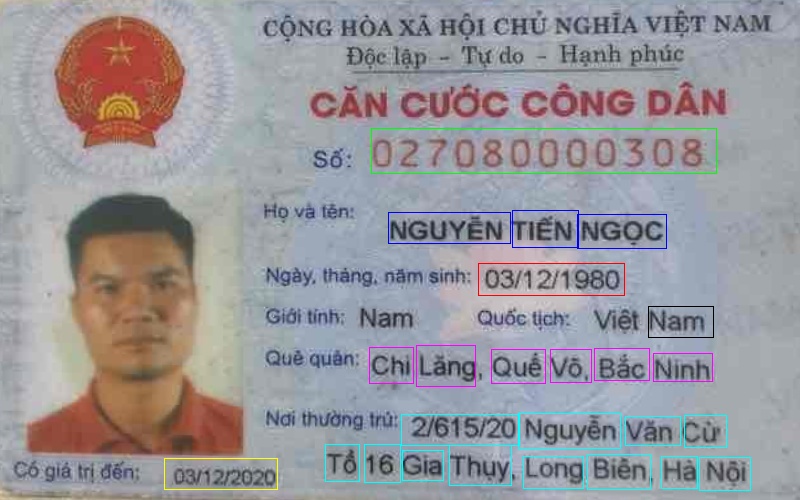 CỘNG HÒA XÃ HỘI CHỦ NGHĨA VIỆT NAM
Độc lập - Tự do - Hạnh phúc
CĂN CƯỚC CÔNG DÂN
Số: 027080000308
Họ và tên: NGUYỄN TIẾN NGỌC
Ngày, tháng, năm sinh: 03/12/1980
Giới tính: Nam Quốc tịch: Việt Nam
Quê quán: Chi Lăng, Quế Võ, Bắc Ninh
Nơi thường trú: 2/615/20 Nguyễn Văn Cừ
Tổ 16 Gia Thụy, Long Biên, Hà Nội
Có giá trị đến: 03/12/2020